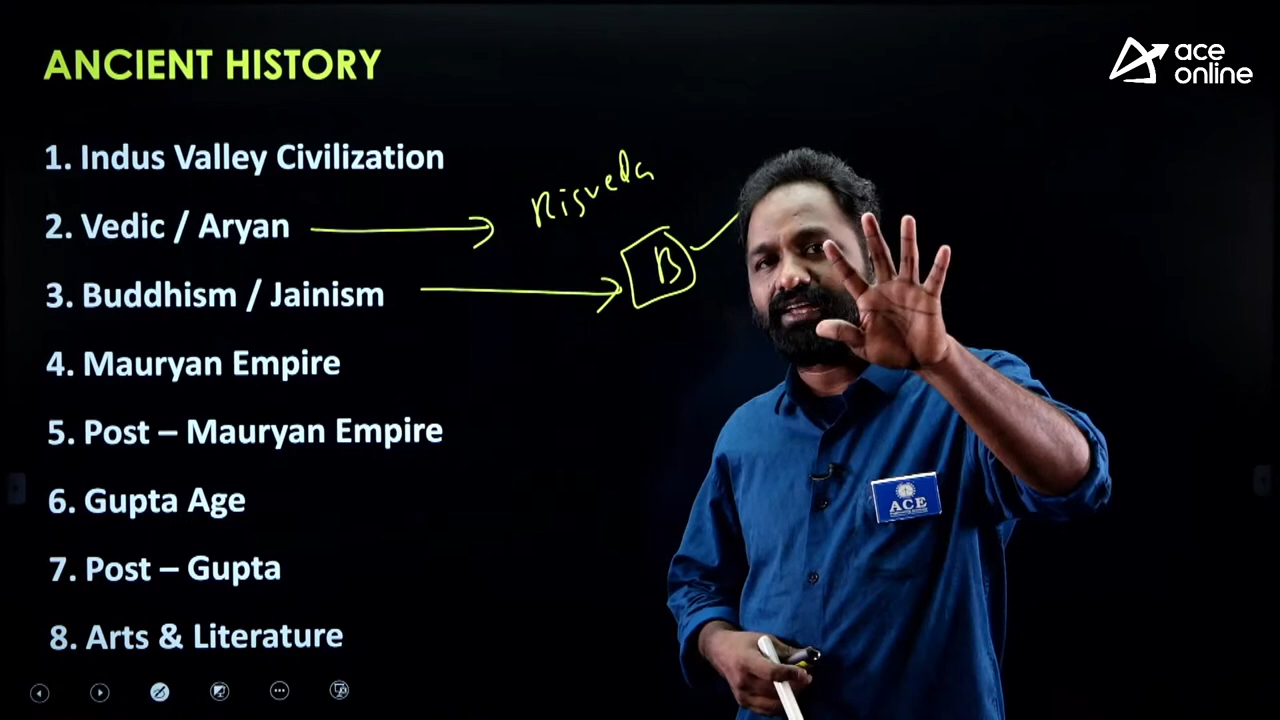 ANCIENT HISTORY
ace
online
1. Indus Valley Civilization
2. Vedic / Aryan
Rigveda
3. Buddhism / Jainism
B
4. Mauryan Empire
5. Post – Mauryan Empire
6. Gupta Age
ACE
7. Post – Gupta
8. Arts & Literature